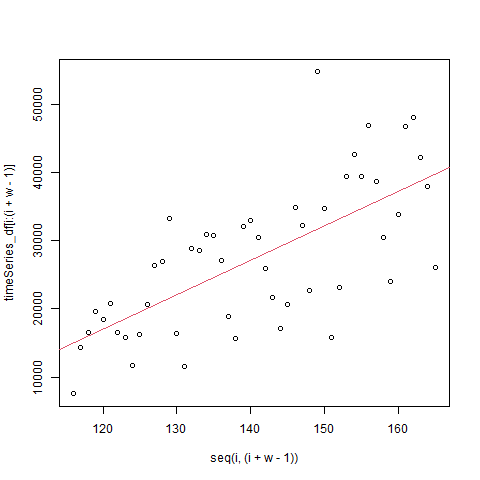 timeSeries_df[i:(i + w - 1)]
50000
40000
30000
20000
10000
120 130 140 150 160
seq(i, (i + w - 1))